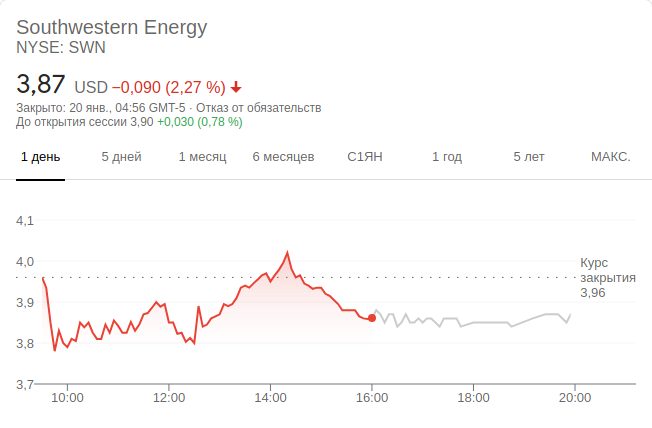 Southwestern Energy
NYSE: SWN
3,87 USD −0,090 (2,27 %)
Закрыто: 20 янв., 04:56 GMT-5 · Отказ от обязательств
До открытия сессии 3,90 +0,030 (0,78 %)
1 день 5 дней 1 месяц 6 месяцев С1ЯН 1 год 5 лет МАКС.
4,1
4,0
3,9
3,8
3,7
Курс
закрытия
3,96
10:00 12:00 14:00 16:00 18:00 20:00